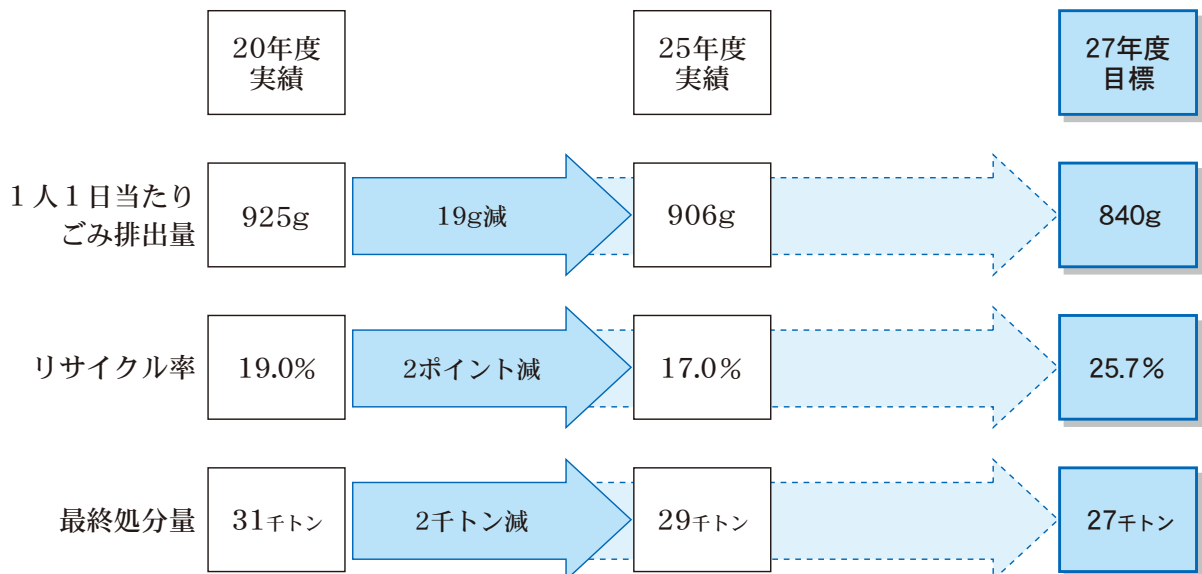 20年度
実績
25年度
実績
27年度
目標
1人1日当たり
ごみ排出量
925g
19g減
906g
840g
リサイクル率
19.0%
2ポイント減
17.0%
25.7%
最終処分量
31千トン
2千トン減
29千トン
27千トン